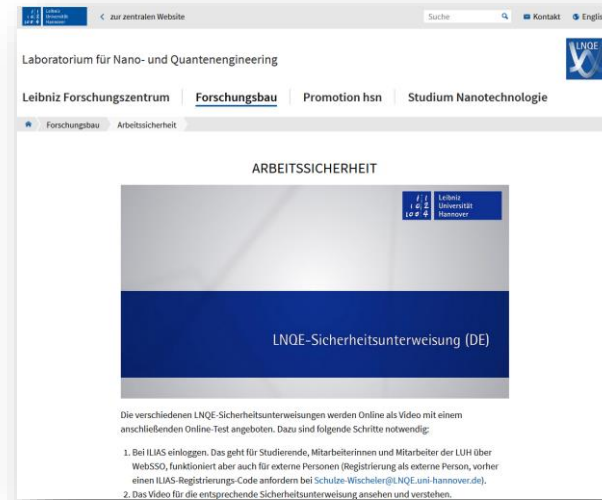 Leibniz
Universität
Hannover
zur zentralen Website
Suche
Kontakt
Englis
Laboratorium für Nano- und Quantenengineering
LNQE
Leibniz Forschungszentrum
Forschungsbau
Promotion hsn
Studium Nanotechnologie
Forschungsbau
Arbeitssicherheit
ARBEITSSICHERHEIT
Leibniz
Universität
Hannover
LNQE-Sicherheitsunterweisung (DE)
Die verschiedenen LNQE-Sicherheitsunterweisungen werden Online als Video mit einem
anschließenden Online-Test angeboten. Dazu sind folgende Schritte notwendig:
1. Bei ILIAS einloggen. Das geht für Studierende, Mitarbeiterinnen und Mitarbeiter der LUH über
WebSSO, funktioniert aber auch für externe Personen (Registrierung als externe Person, vorher
einen ILIAS-Registrierungs-Code anfordern bei Schulze-Wischeler@LNQE.uni-hannover.de).
2. Das Video für die entsprechende Sicherheitsunterweisung ansehen und verstehen.